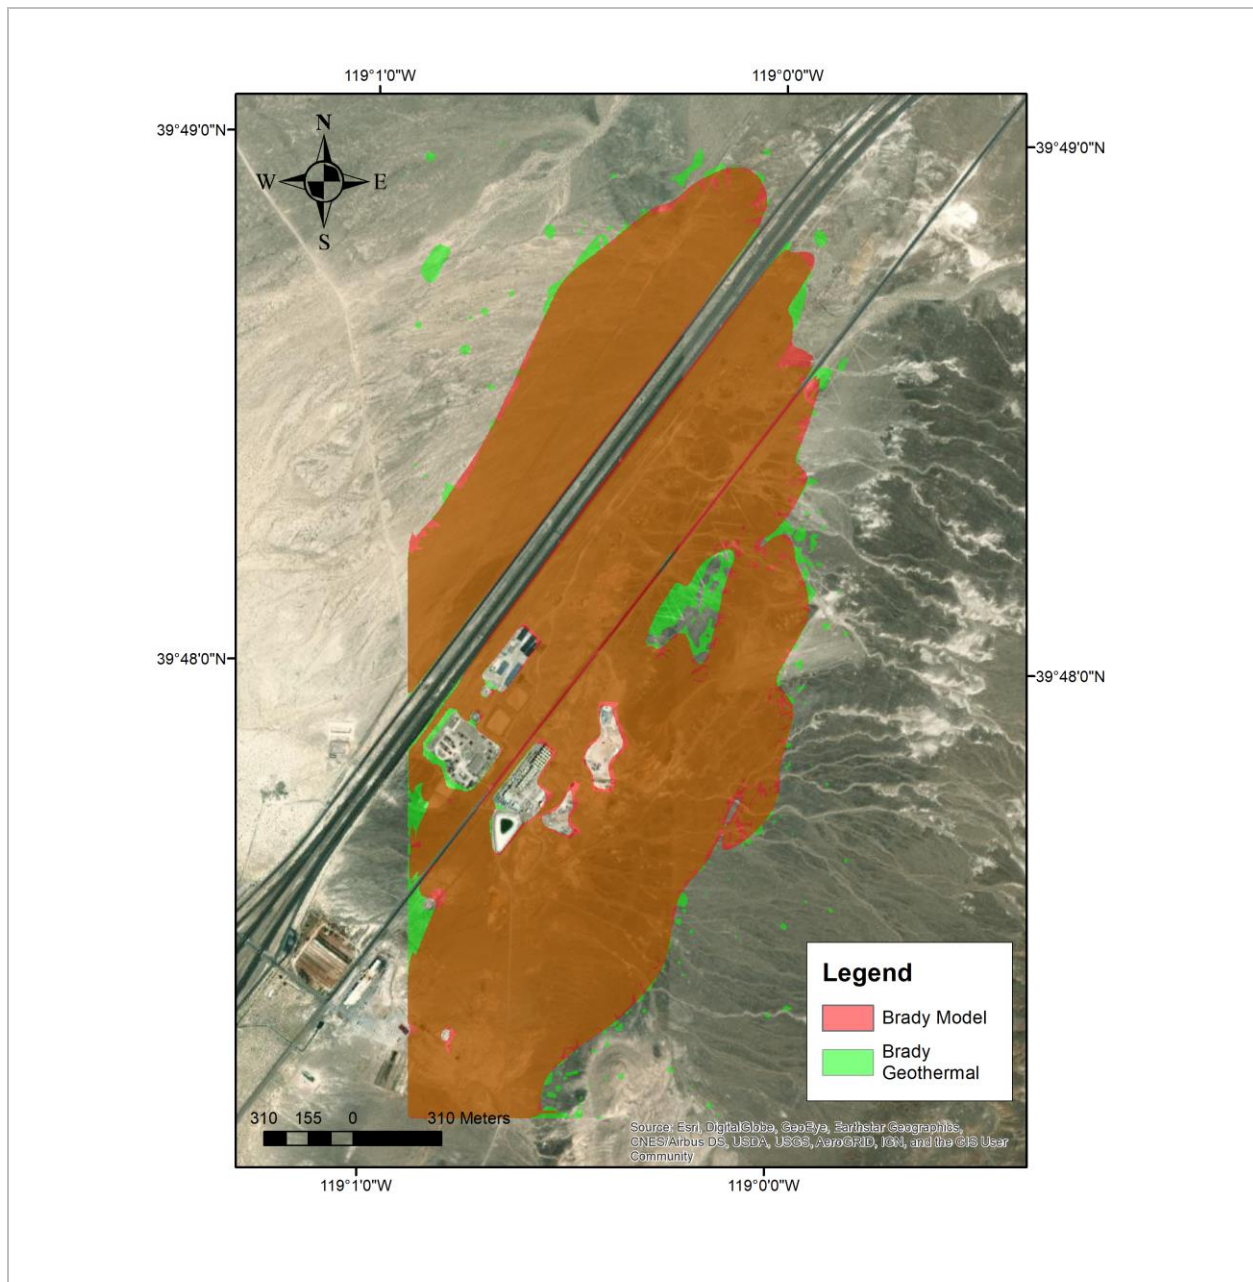 119°1'0"W 119°0'0"W
39°49'0"N
39°49'0"N
N
W E
S
39°48'0"N
39°48'0"N
Legend
Brady Model
Brady
Geothermal
310 155 0 310 Meters
Source: Esri, DigitalGlobe, GeoEye, Earthstar Geographics,
CNES/Airbus DS, USDA, USGS, AeroGRID, IGN, and the GIS User
Community
119°1'0"W 119°0'0"W